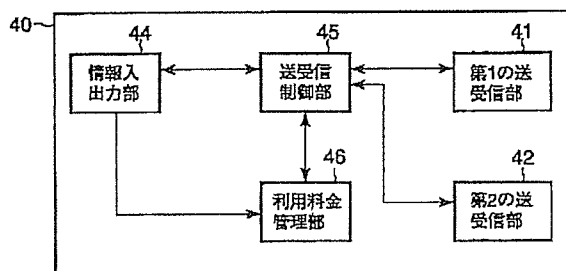 40
44
情報入
出力部
45
送受信
制御部
41
第1の送
受信部
46
利用料金
管理部
42
第2の送
受信部